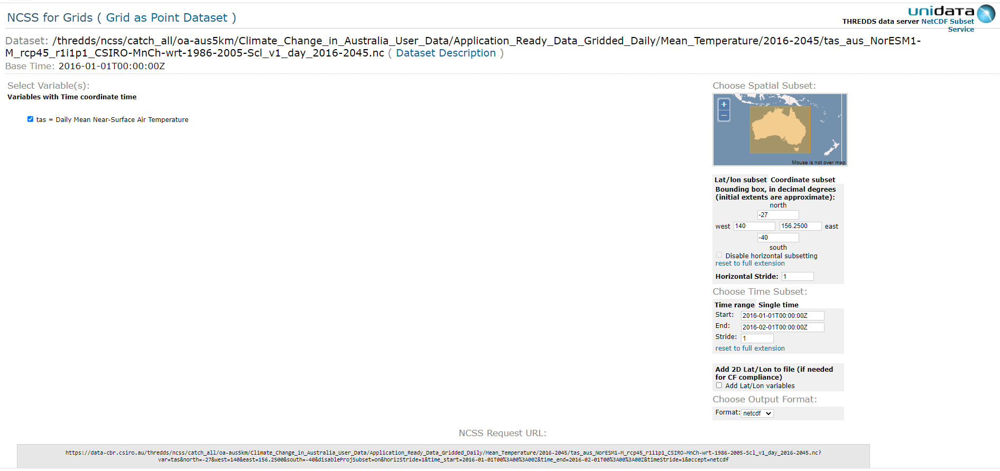 NCSS for Grids ( Grid as Point Dataset )
unidata
THREDDS data server NetCDF Subset
Service
Dataset: /thredds/ncss/catch_all/oa-aus5km/Climate_Change_in_Australia_User_Data/Application_Ready_Data_Gridded_Daily/Mean_Temperature/2016-2045/tas_aus_NorESM1-
M_rcp45_r1i1p1_CSIRO-MnCh-wrt-1986-2005-Scl_v1_day_2016-2045.nc ( Dataset Description )
Base Time: 2016-01-01T00:00:00Z
Select Variable(s):
Variables with Time coordinate time
tas = Daily Mean Near-Surface Air Temperature
Choose Spatial Subset:
+
−
Mouse is not over map
Lat/lon subset Coordinate subset
Bounding box, in decimal degrees
(initial extents are approximate):
north
-27
west 140 156.2500 east
-40
south
Disable horizontal subsetting
reset to full extension
Horizontal Stride: 1
Choose Time Subset:
Time range Single time
Start: 2016-01-01T00:00:00Z
End: 2016-02-01T00:00:00Z
Stride: 1
reset to full extension
Add 2D Lat/Lon to file (if needed
for CF compliance)
Add Lat/Lon variables
Choose Output Format:
Format: netcdf
NCSS Request URL:
https://data-cbr.csiro.au/thredds/ncss/catch_all/oa-aus5km/Climate_Change_in_Australia_User_Data/Application_Ready_Data_Gridded_Daily/Mean_Temperature/2016-2045/tas_aus_NorESM1-M_rcp45_r1i1p1_CSIRO-MnCh-wrt-1986-2005-Scl_v1_day_2016-2045.nc?
var=tas&north=-27&west=140&east=156.2500&south=-40&disableProjSubset=on&horizStride=1&time_start=2016-01-01T00%3A00%3A00Z&time_end=2016-02-01T00%3A00%3A00Z&timeStride=1&accept=netcdf